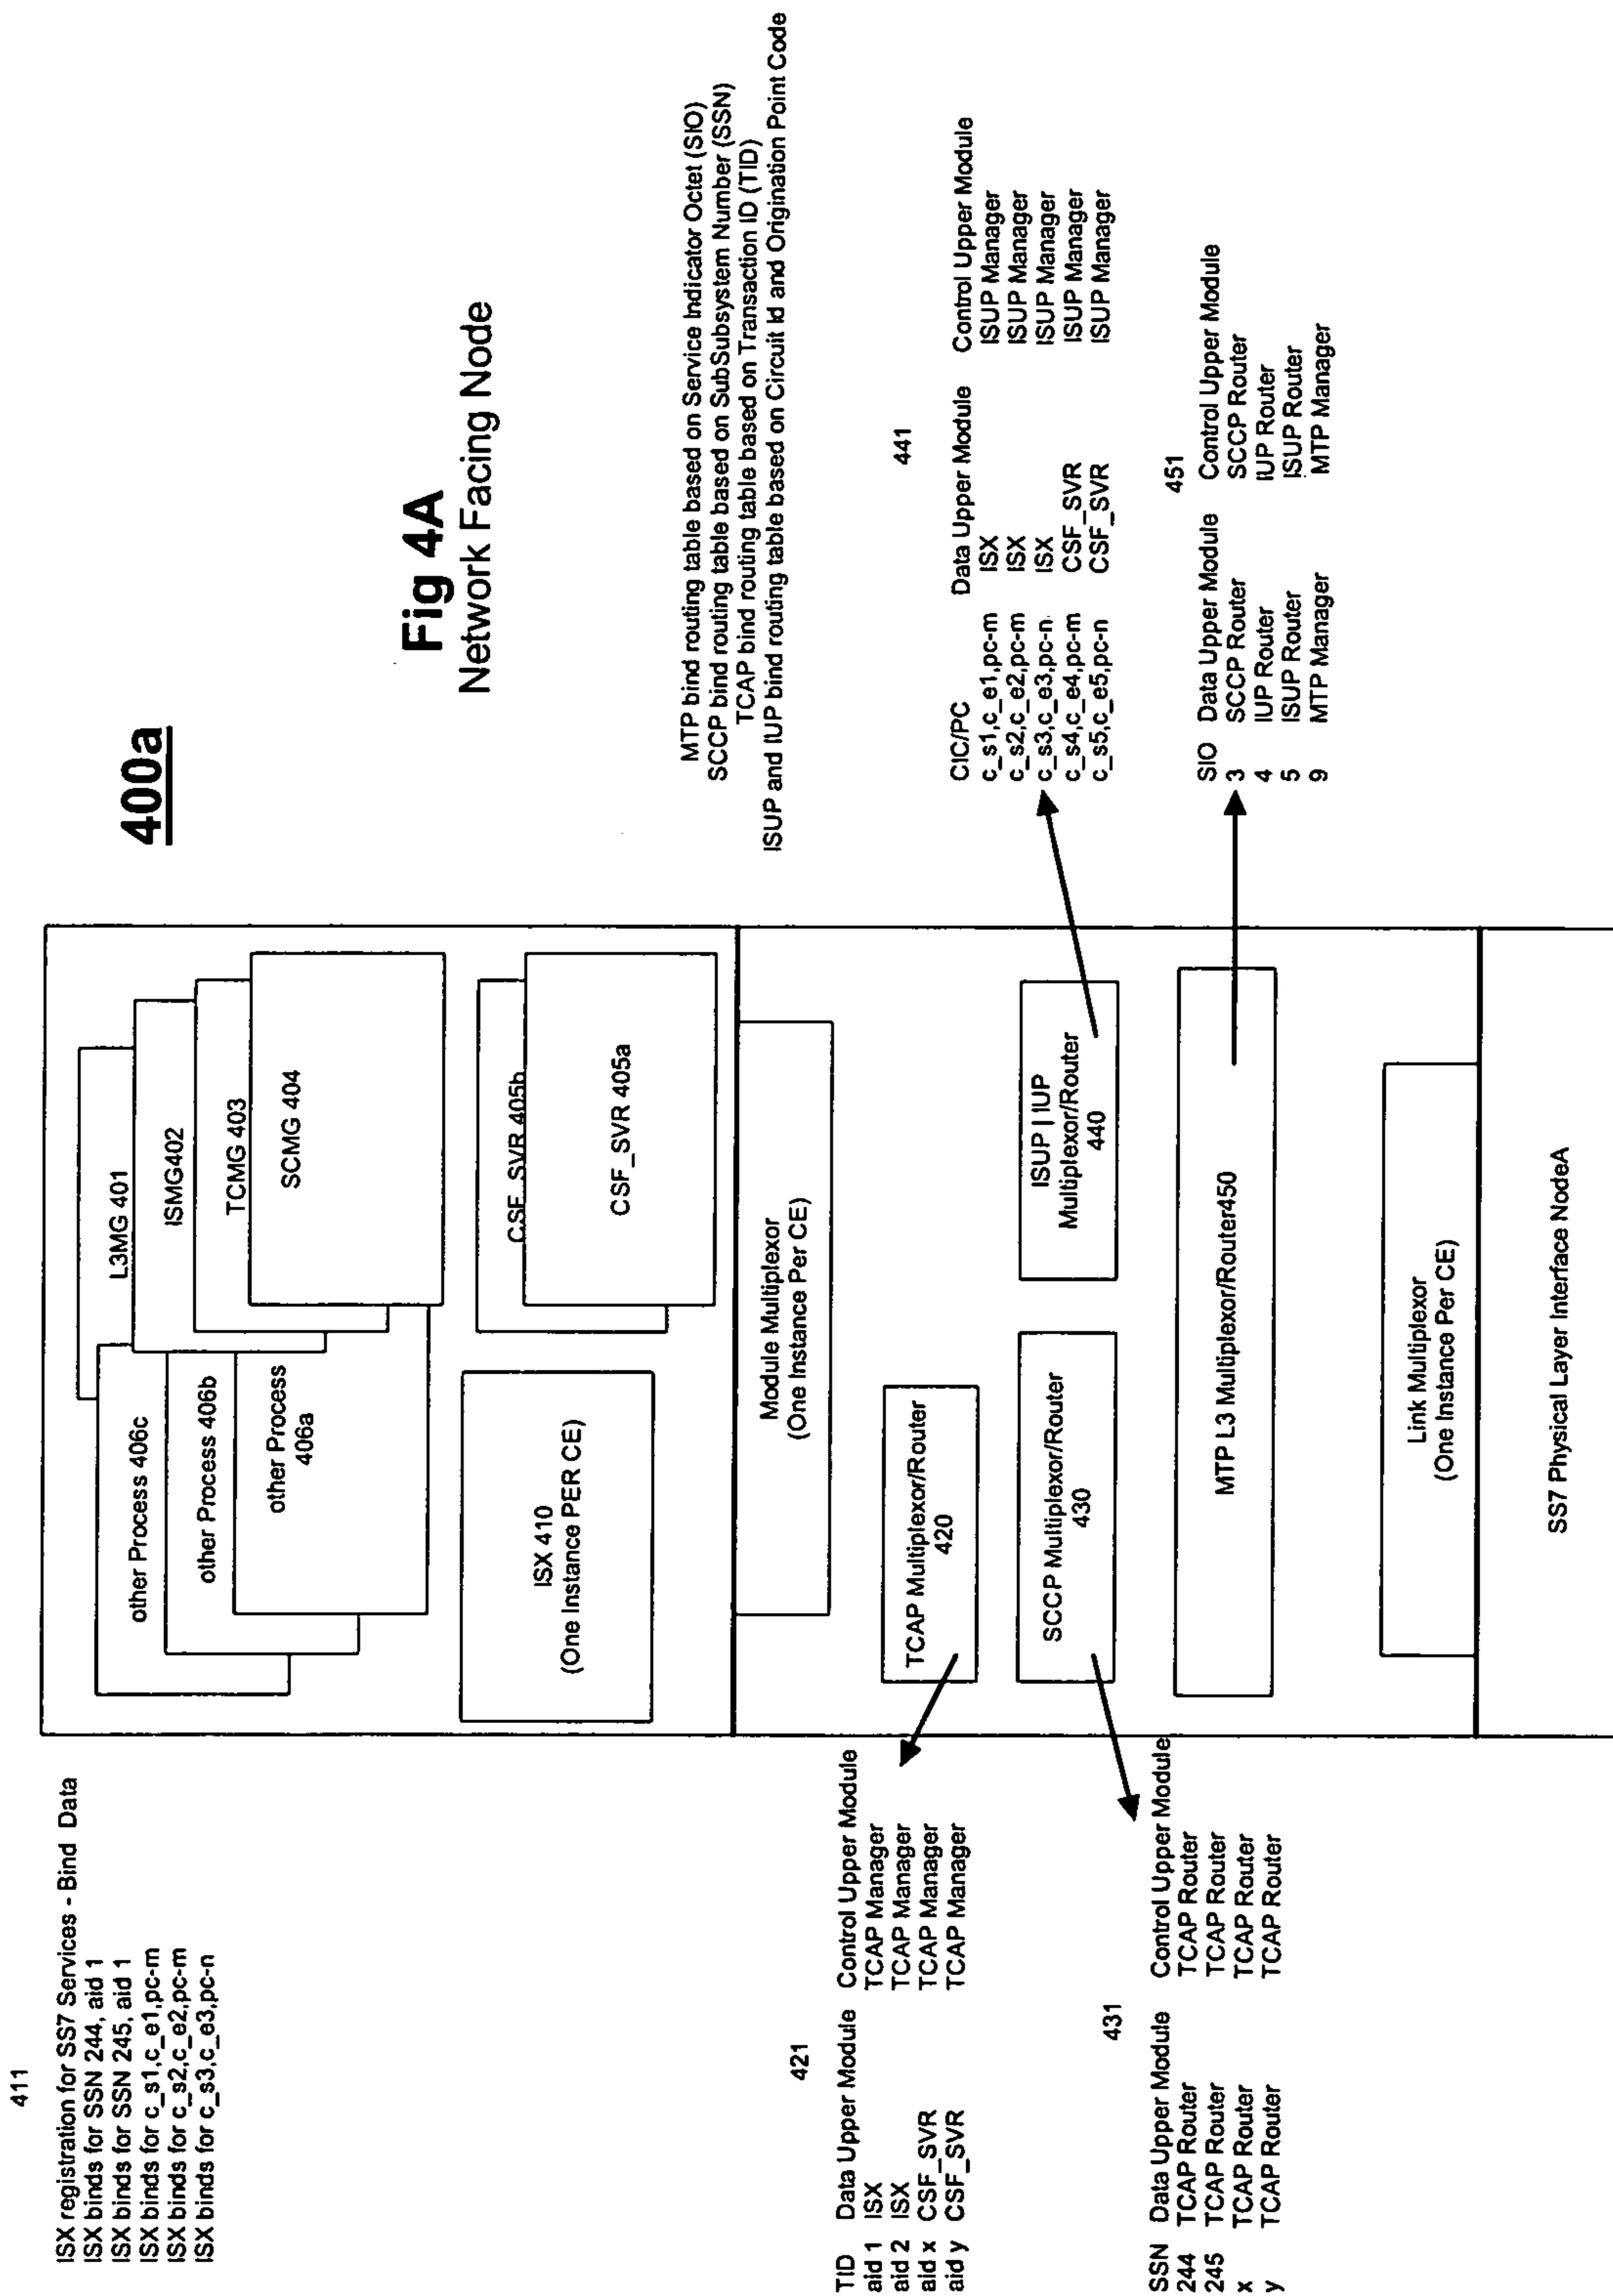 400a
Fig 4A
Network Facing Node
MTP bind routing table based on Service Indicator Octet (SIO)
SCCP bind routing table based on SubSubsystem Number (SSN)
TCAP bind routing table based on Transaction ID (TID)
ISUP and IUP bind routing table based on Circuit Id and Origination Point Code
411
ISX registration for SS7 Services - Bind Data
ISX binds for SSN 244, aid 1
ISX binds for SSN 245, aid 1
ISX binds for c_s1,c_e1,pc-m
ISX binds for c_s2,c_e2,pc-m
ISX binds for c_s3,c_e3,pc-n
L3MG 401
ISMG402
TCMG 403
SCMG 404
other Process 406c
other Process 406b
other Process
406a
CSF_SVR 405b
CSF_SVR 405a
ISX 410
(One Instance PER CE)
Module Multiplexor
(One Instance Per CE)
TCAP Multiplexor/Router
420
SCCP Multiplexor/Router
430
ISUP | IUP
Multiplexor/Router
440
MTP L3 Multiplexor/Router450
Link Multiplexor
(One Instance Per CE)
SS7 Physical Layer Interface NodeA
421
TID Data Upper Module Control Upper Module
aid 1 ISX TCAP Manager
aid 2 ISX TCAP Manager
aid x CSF_SVR TCAP Manager
aid y CSF_SVR TCAP Manager
431
SSN Data Upper Module Control Upper Module
244 TCAP Router TCAP Router
245 TCAP Router TCAP Router
x TCAP Router TCAP Router
y TCAP Router TCAP Router
441
CIC/PC Data Upper Module Control Upper Module
c_s1,c_e1,pc-m ISX ISUP Manager
c_s2,c_e2,pc-m ISX ISUP Manager
c_s3,c_e3,pc-n ISX ISUP Manager
c_s4,c_e4,pc-m CSF_SVR ISUP Manager
c_s5,c_e5,pc-n CSF_SVR ISUP Manager
451
SIO Data Upper Module Control Upper Module
3 SCCP Router SCCP Router
4 IUP Router IUP Router
5 ISUP Router ISUP Router
9 MTP Manager MTP Manager